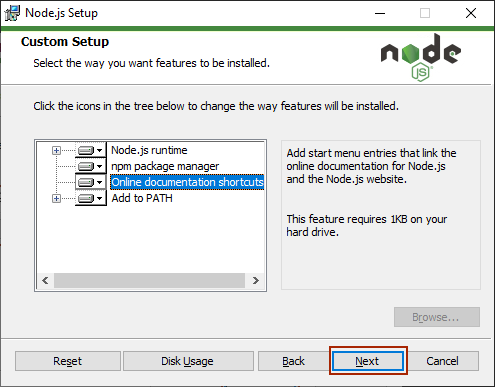 Node.js Setup
Custom Setup
Select the way you want features to be installed.
node
JS
Click the icons in the tree below to change the way features will be installed.
Node.js runtime
npm package manager
Online documentation shortcuts
Add to PATH
Add start menu entries that link the
online documentation for Node.js
and the Node.js website.
This feature requires 1KB on your
hard drive.
Browse...
Reset
Disk Usage
Back
Next
Cancel